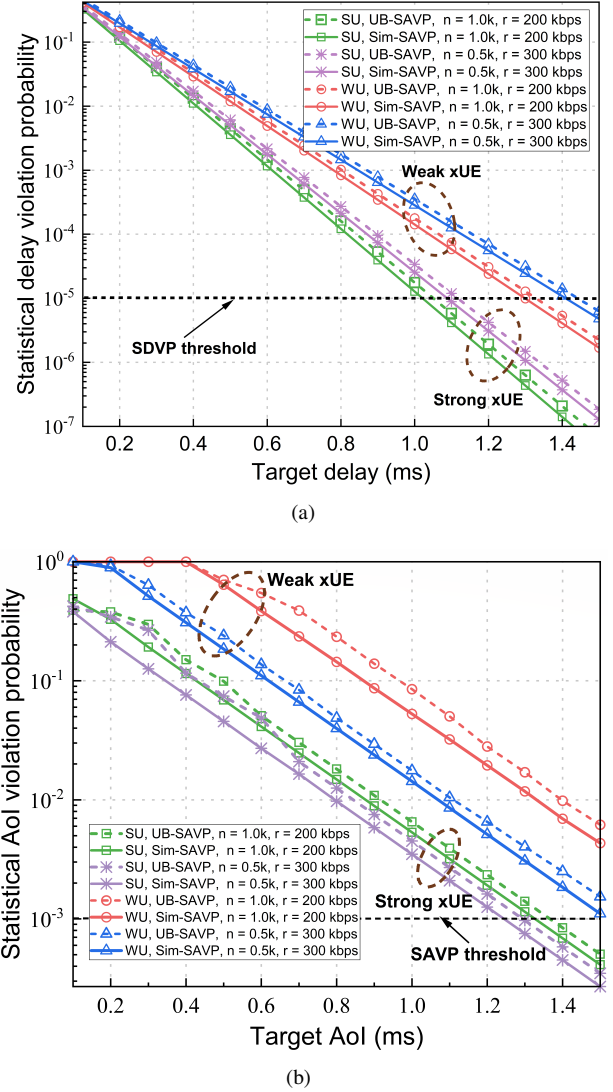 SU, UB-SAVP, n = 1.0k, r = 200 kbps
SU, Sim-SAVP, n = 1.0k, r = 200 kbps
SU, UB-SAVP, n = 0.5k, r = 300 kbps
SU, Sim-SAVP, n = 0.5k, r = 300 kbps
WU, UB-SAVP, n = 1.0k, r = 200 kbps
WU, Sim-SAVP, n = 1.0k, r = 200 kbps
WU, UB-SAVP, n = 0.5k, r = 300 kbps
WU, Sim-SAVP, n = 0.5k, r = 300 kbps
Statistical delay violation probability
10⁻¹
10⁻²
10⁻³
10⁻⁴
10⁻⁵
10⁻⁶
10⁻⁷
Weak xUE
SDVP threshold
Strong xUE
0.2 0.4 0.6 0.8 1.0 1.2 1.4
Target delay (ms)
(a)
Statistical AoI violation probability
10⁰
10⁻¹
10⁻²
10⁻³
Weak xUE
SU, UB-SAVP, n = 1.0k, r = 200 kbps
SU, Sim-SAVP, n = 1.0k, r = 200 kbps
SU, UB-SAVP, n = 0.5k, r = 300 kbps
SU, Sim-SAVP, n = 0.5k, r = 300 kbps
WU, UB-SAVP, n = 1.0k, r = 200 kbps
WU, Sim-SAVP, n = 1.0k, r = 200 kbps
WU, UB-SAVP, n = 0.5k, r = 300 kbps
WU, Sim-SAVP, n = 0.5k, r = 300 kbps
Strong xUE
SAVP threshold
0.2 0.4 0.6 0.8 1.0 1.2 1.4
Target AoI (ms)
(b)